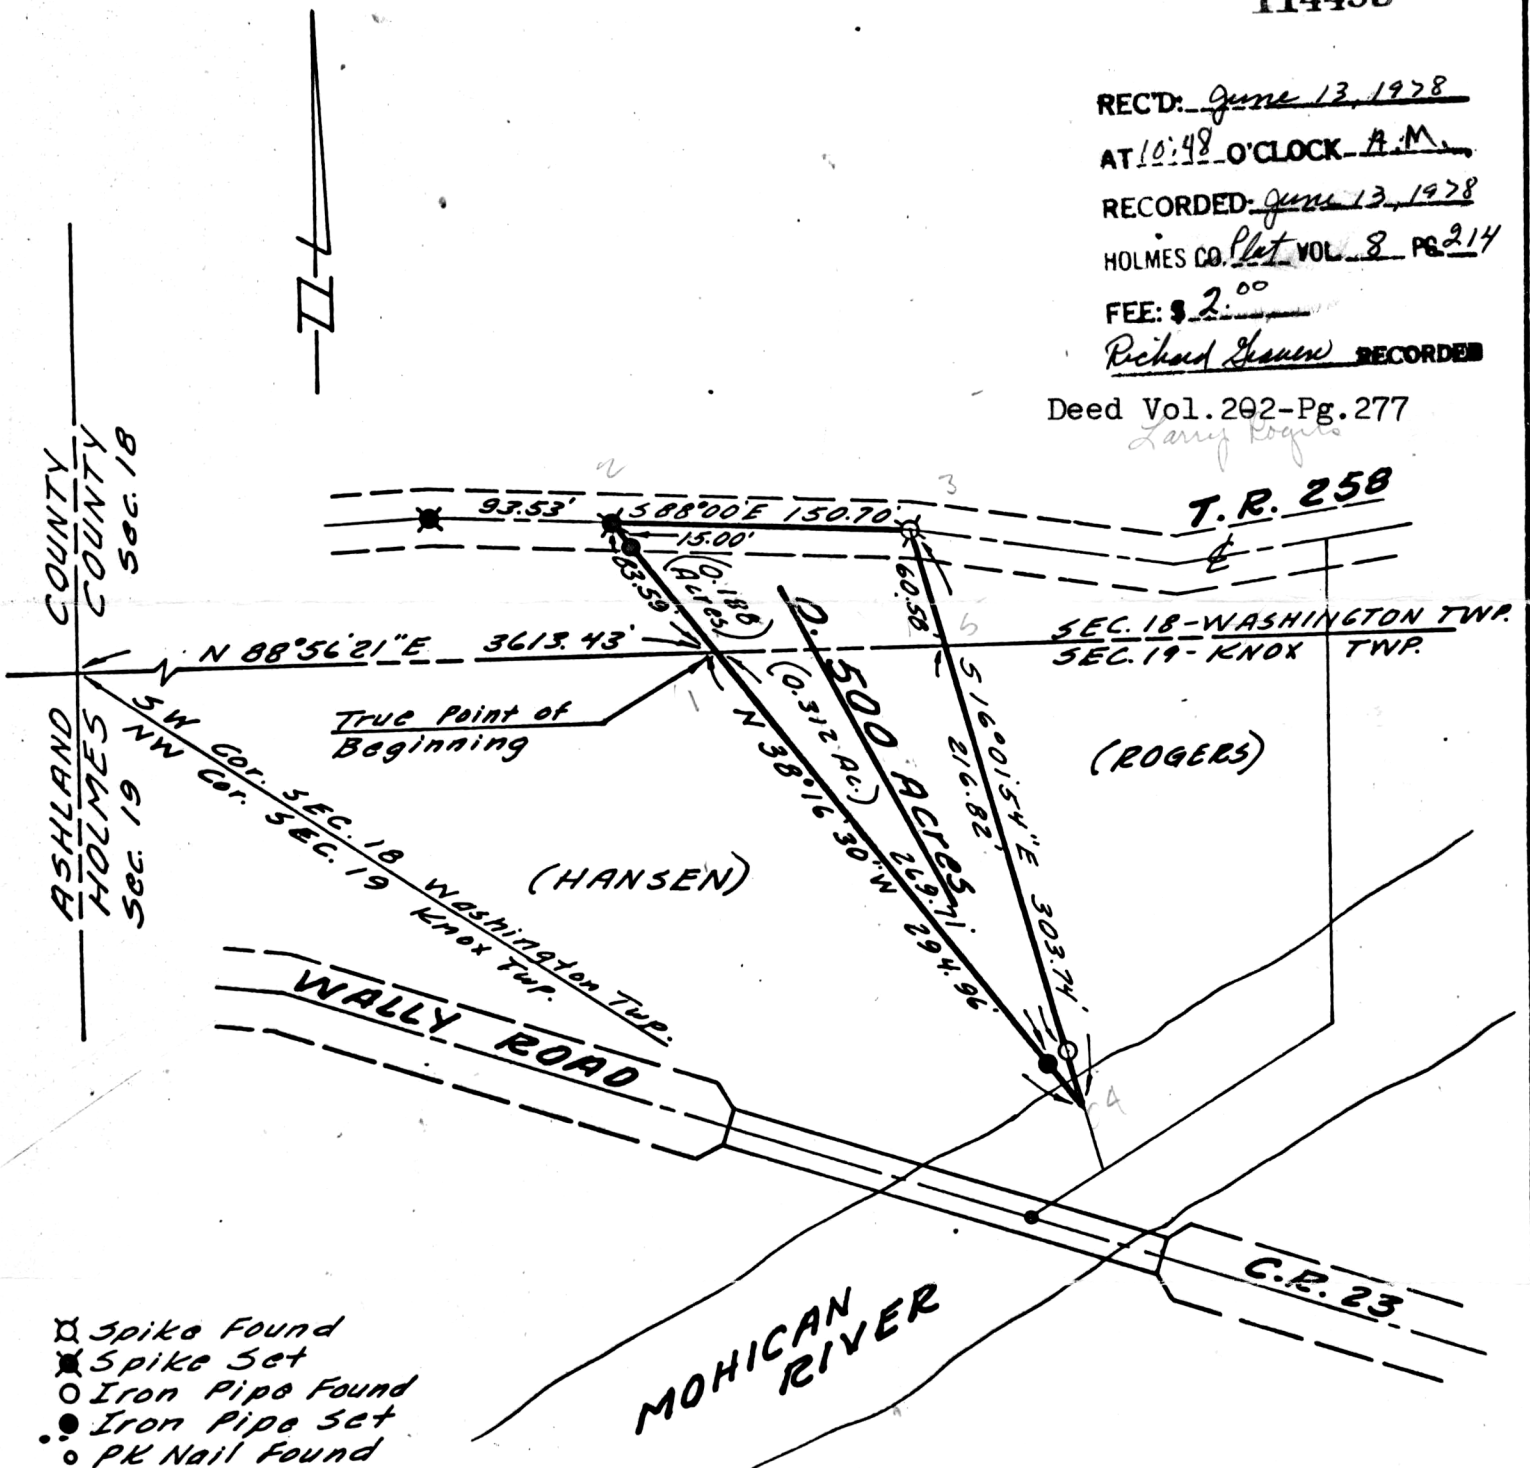 REC'D: June 13, 1978
AT 10:48 O'CLOCK A.M.
RECORDED: June 13, 1978
HOLMES CO. Plat VOL 8 PG. 214
FEE: $ 2.00
Richard RECORDED
Deed Vol.202-Pg.277
Larry Rogers
2
3
T. R. 258
93.53'
S 88°00'E 150.70'
15.00'
83.59'
(0.188
Acres)
60.58'
5
COUNTY
COUNTY
Sec. 18
N 88°56'21"E 3613.43'
SEC. 18-WASHINGTON TWP.
SEC. 19-KNOX TWP.
1
True Point of
Beginning
0.500 Acres
(0.312 Ac.)
N 38°16'30"W
269.71'
294.96'
S 16°01'54"E 303.74'
216.82'
(ROGERS)
(HANSEN)
ASHLAND
HOLMES
Sec. 19
SW Cor. SEC. 18 Washington Twp.
NW Cor. SEC. 19 Knox Twp.
4
WALLY ROAD
C.R. 23
MOHICAN
RIVER
Spike Found
Spike Set
Iron Pipe Found
Iron Pipe Set
PK Nail Found